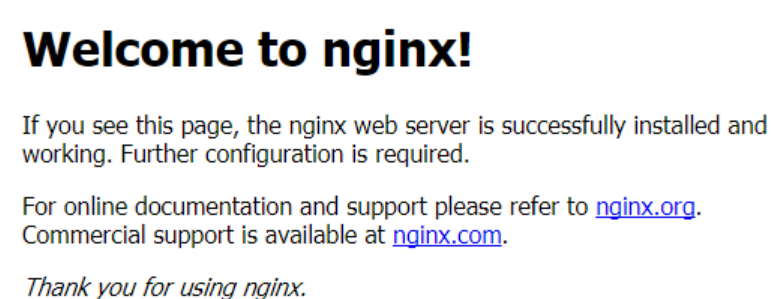 Welcome to nginx!
If you see this page, the nginx web server is successfully installed and
working. Further configuration is required.
For online documentation and support please refer to nginx.org.
Commercial support is available at nginx.com.
Thank you for using nginx.